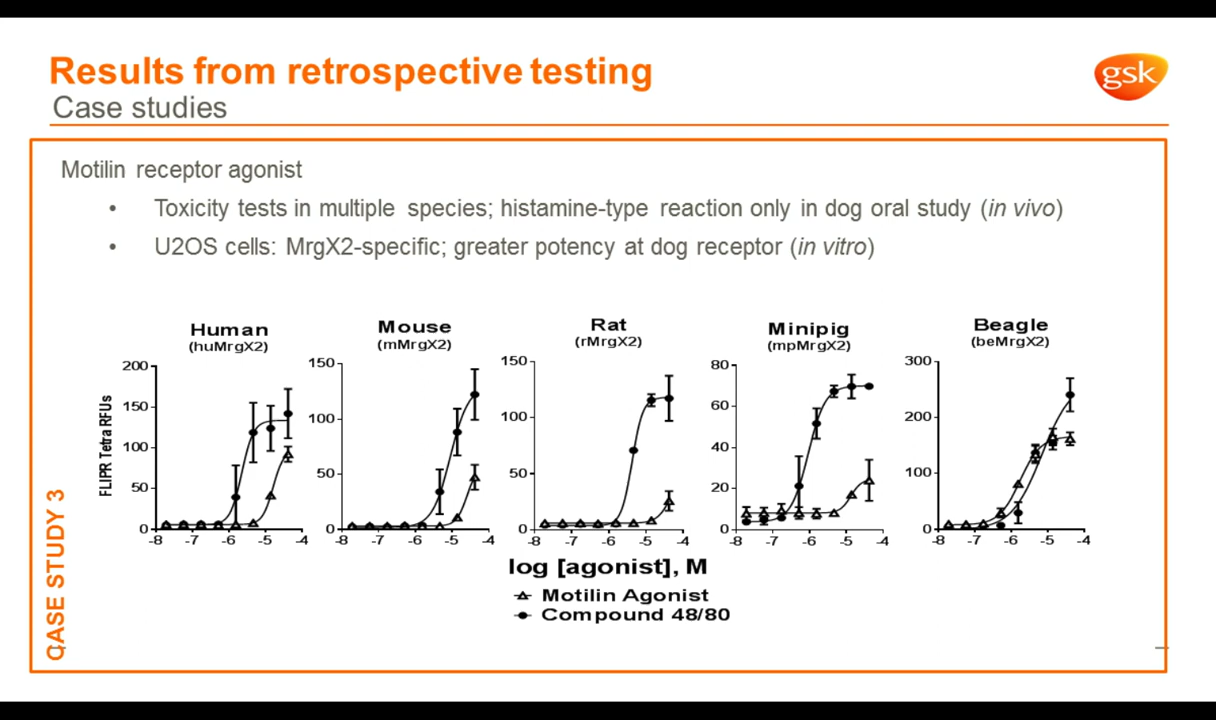 Results from retrospective testing
Case studies
gsk
Motilin receptor agonist
• Toxicity tests in multiple species; histamine-type reaction only in dog oral study (in vivo)
• U2OS cells: MrgX2-specific; greater potency at dog receptor (in vitro)
CASE STUDY 3
FLIPR Tetra RFUs
Human
(huMrgX2)
200
150
100
50
0
-8 -7 -6 -5 -4
Mouse
(mMrgX2)
150
100
50
0
-8 -7 -6 -5 -4
Rat
(rMrgX2)
150
100
50
0
-8 -7 -6 -5 -4
Minipig
(mpMrgX2)
80
60
40
20
0
-8 -7 -6 -5 -4
Beagle
(beMrgX2)
300
200
100
0
-8 -7 -6 -5 -4
log [agonist], M
Motilin Agonist
Compound 48/80